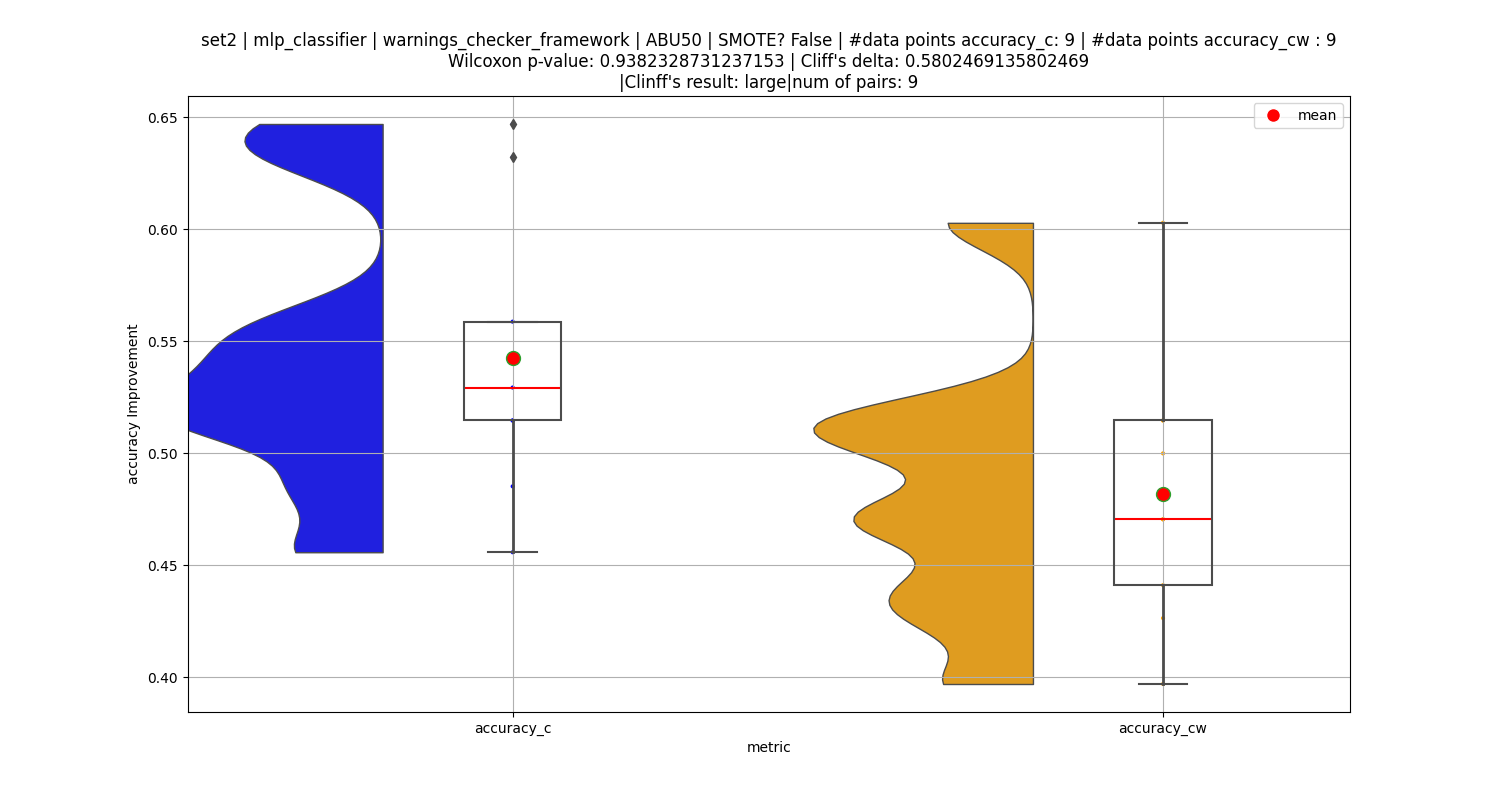 set2 | mlp_classifier | warnings_checker_framework | ABU50 | SMOTE? False | #data points accuracy_c: 9 | #data points accuracy_cw : 9
Wilcoxon p-value: 0.9382328731237153 | Cliff's delta: 0.5802469135802469
|Clinff's result: large|num of pairs: 9
mean
accuracy Improvement
0.65
0.60
0.55
0.50
0.45
0.40
accuracy_c
accuracy_cw
metric